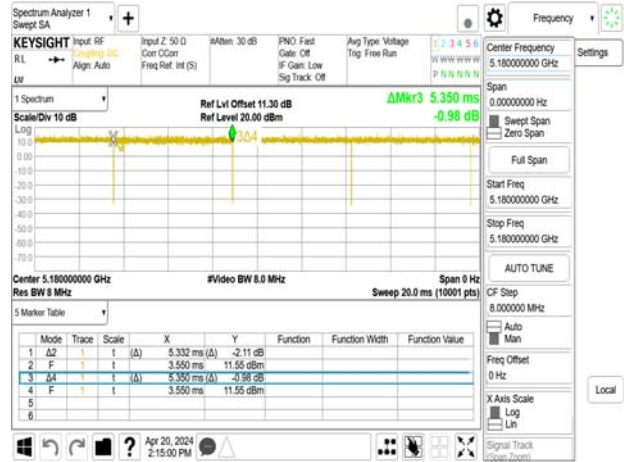 Spectrum Analyzer 1
Swept SA
+
Frequency
KEYSIGHT
RL
Input: RF
Coupling: DC
Align: Auto
Input Z: 50 Ω
Corr CCorr
Freq Ref: Int (S)
#Atten: 30 dB
PNO: Fast
Gate: Off
IF Gain: Low
Sig Track: Off
Avg Type: Voltage
Trig: Free Run
1 2 3 4 5 6
W W W W W W
P N N N N N
1 Spectrum
Scale/Div 10 dB
Ref Lvl Offset 11.30 dB
Ref Level 20.00 dBm
ΔMkr3 5.350 ms
-0.98 dB
Log
10.0
0.00
-10.0
-20.0
-30.0
-40.0
-50.0
-60.0
-70.0
3Δ4
Center 5.180000000 GHz
Res BW 8 MHz
#Video BW 8.0 MHz
Span 0 Hz
Sweep 20.0 ms (10001 pts)
5 Marker Table
Mode Trace Scale X Y Function Function Width Function Value
1 Δ2 1 t (Δ) 5.332 ms (Δ) -2.11 dB
2 F 1 t 3.550 ms 11.55 dBm
3 Δ4 1 t (Δ) 5.350 ms (Δ) -0.98 dB
4 F 1 t 3.550 ms 11.55 dBm
5
6
Apr 20, 2024
2:15:00 PM
?
Center Frequency
5.180000000 GHz
Settings
Span
0.00000000 Hz
Swept Span
Zero Span
Full Span
Start Freq
5.180000000 GHz
Stop Freq
5.180000000 GHz
AUTO TUNE
CF Step
8.000000 MHz
Auto
Man
Freq Offset
0 Hz
X Axis Scale
Log
Lin
Local
Signal Track
(Span Zoom)